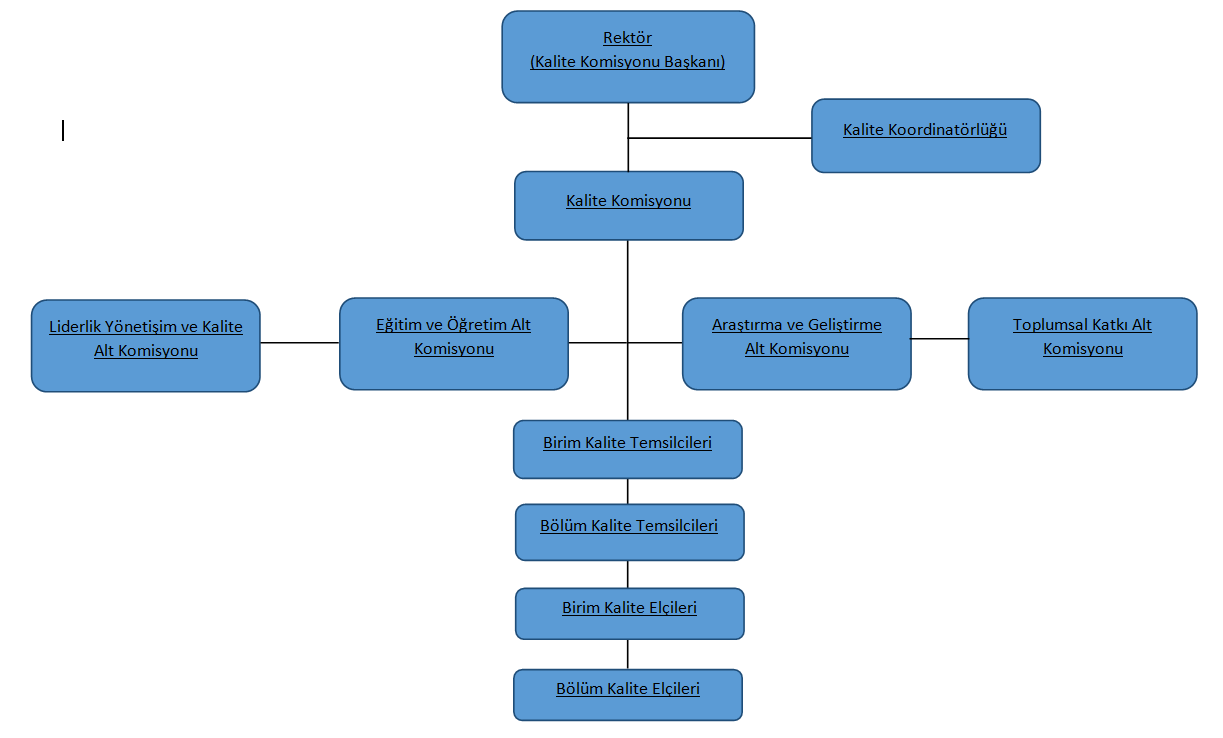 Rektör
(Kalite Komisyonu Başkanı)
Kalite Koordinatörlüğü
Kalite Komisyonu
Liderlik Yönetişim ve Kalite
Alt Komisyonu
Eğitim ve Öğretim Alt
Komisyonu
Araştırma ve Geliştirme
Alt Komisyonu
Toplumsal Katkı Alt
Komisyonu
Birim Kalite Temsilcileri
Bölüm Kalite Temsilcileri
Birim Kalite Elçileri
Bölüm Kalite Elçileri